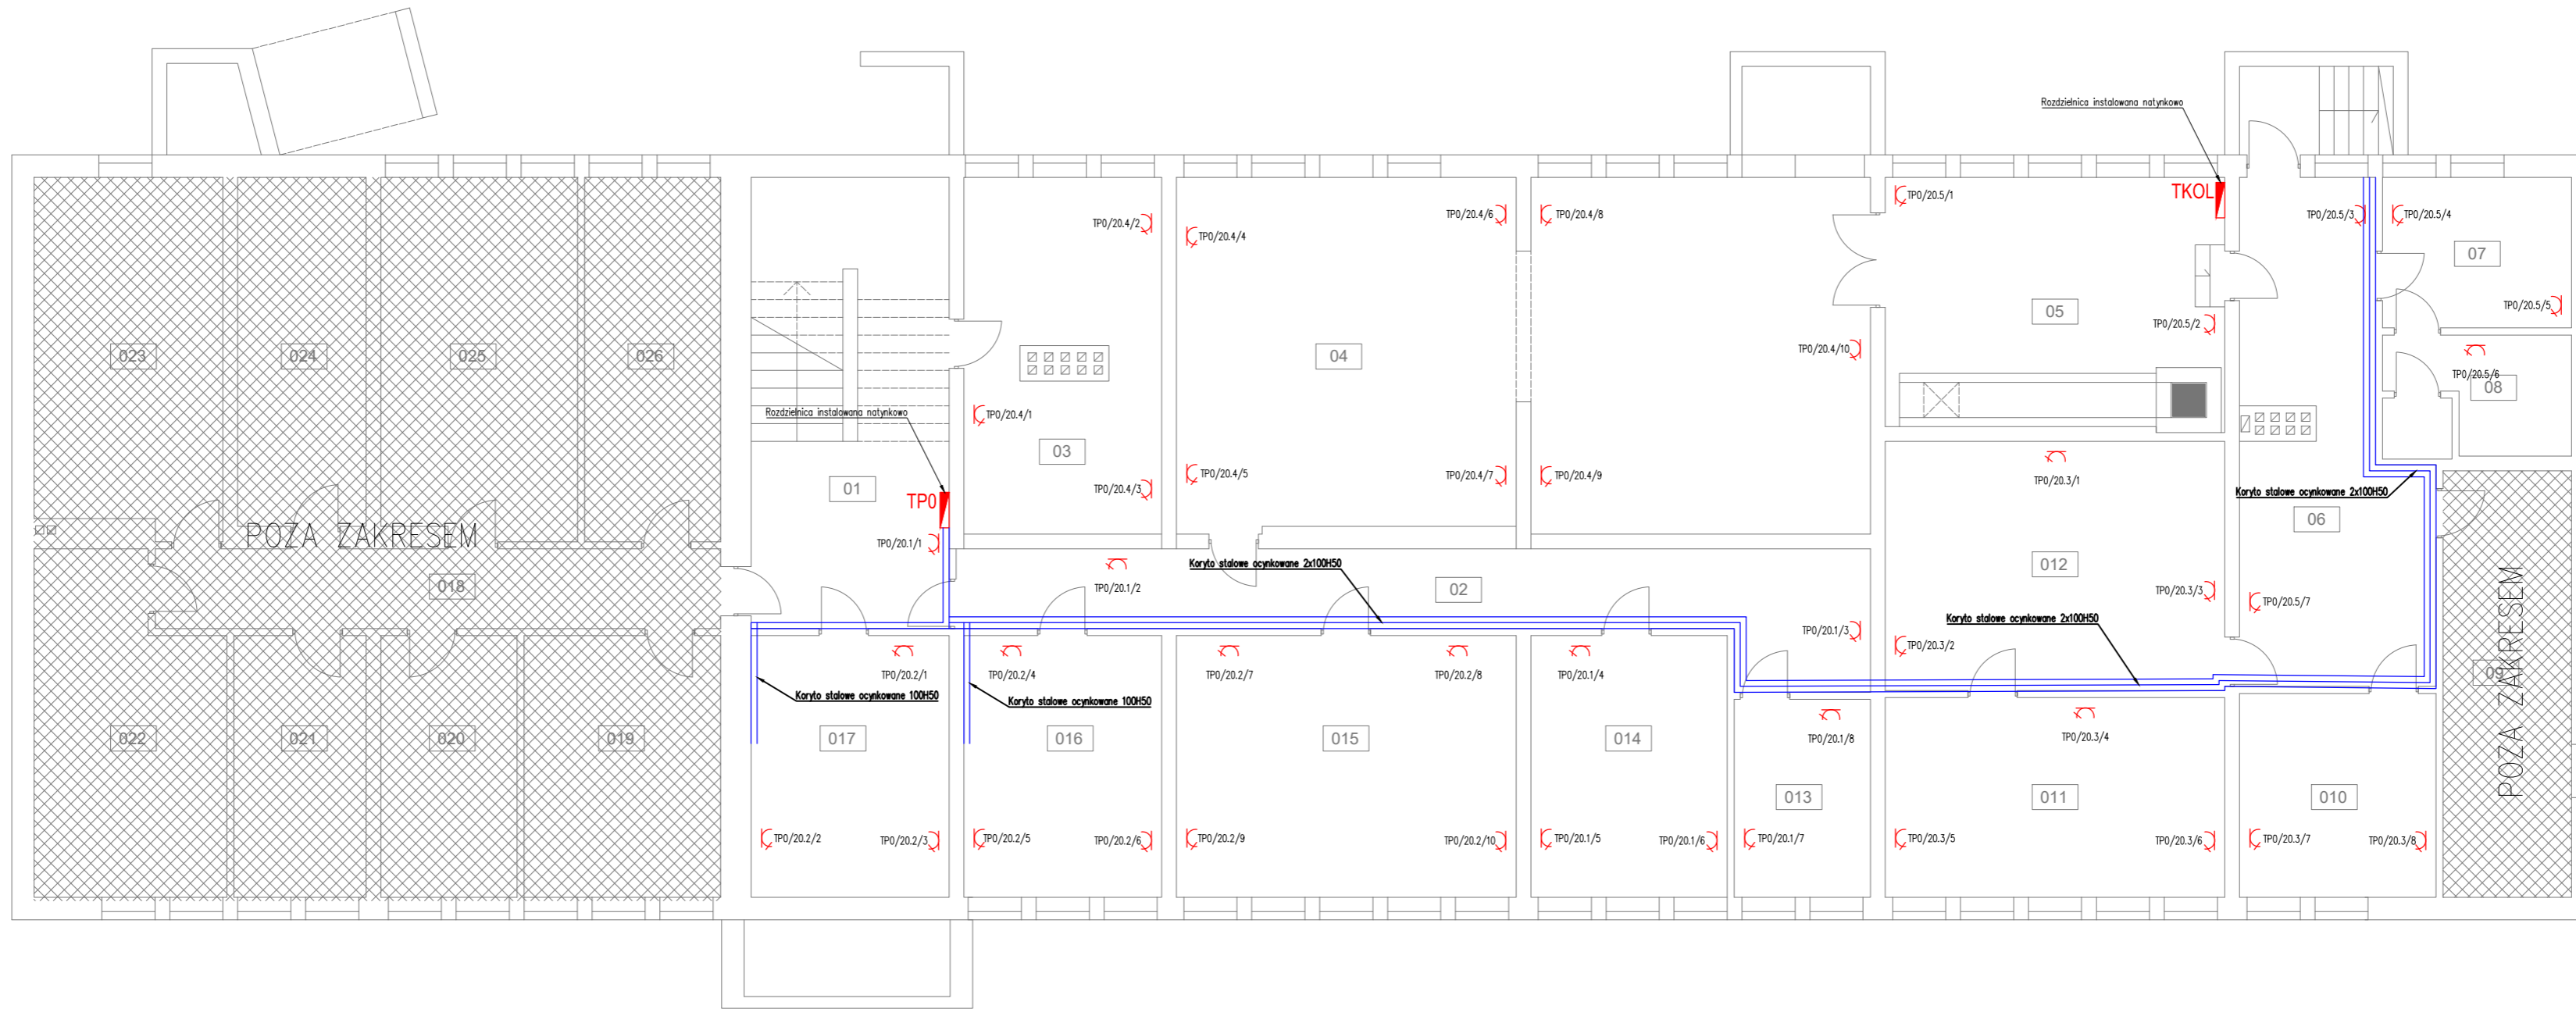 Rozdzielnica instalowana natynkowo
TKOL
TP0/20.5/1
TP0/20.5/3
TP0/20.5/4
TP0/20.4/2
TP0/20.4/4
TP0/20.4/6
TP0/20.4/8
07
TP0/20.5/5
05
TP0/20.5/2
023
024
025
026
04
TP0/20.4/10
TP0/20.5/6
08
Rozdzielnica instalowana natynkowo
TP0/20.4/1
03
01
TP0
TP0/20.4/3
TP0/20.4/5
TP0/20.4/7
TP0/20.4/9
TP0/20.3/1
Koryto stalowe ocynkowane 2x100H50
06
POZA ZAKRESEM
TP0/20.1/1
018
TP0/20.1/2
Koryto stalowe ocynkowane 2x100H50
02
012
TP0/20.3/3
TP0/20.5/7
Koryto stalowe ocynkowane 2x100H50
TP0/20.1/3
TP0/20.3/2
09
POZA ZAKRESEM
TP0/20.2/1
TP0/20.2/4
TP0/20.2/7
TP0/20.2/8
TP0/20.1/4
Koryto stalowe ocynkowane 100H50
Koryto stalowe ocynkowane 100H50
022
021
020
019
017
016
015
014
TP0/20.1/8
TP0/20.3/4
013
011
010
TP0/20.2/2
TP0/20.2/3
TP0/20.2/5
TP0/20.2/6
TP0/20.2/9
TP0/20.2/10
TP0/20.1/5
TP0/20.1/6
TP0/20.1/7
TP0/20.3/5
TP0/20.3/6
TP0/20.3/7
TP0/20.3/8